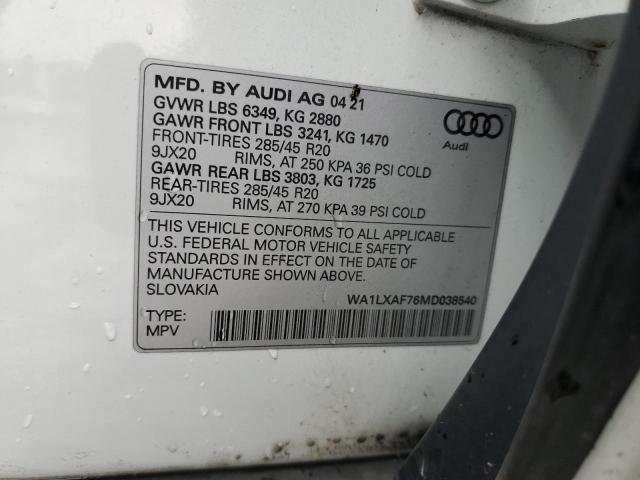 MFD. BY AUDI AG 04 21
GVWR LBS 6349, KG 2880
GAWR FRONT LBS 3241, KG 1470
FRONT-TIRES 285/45 R20
9JX20 RIMS, AT 250 KPA 36 PSI COLD
GAWR REAR LBS 3803, KG 1725
REAR-TIRES 285/45 R20
9JX20 RIMS, AT 270 KPA 39 PSI COLD
Audi
THIS VEHICLE CONFORMS TO ALL APPLICABLE
U.S. FEDERAL MOTOR VEHICLE SAFETY
STANDARDS IN EFFECT ON THE DATE OF
MANUFACTURE SHOWN ABOVE.
SLOVAKIA
WA1LXAF76MD038540
TYPE:
MPV